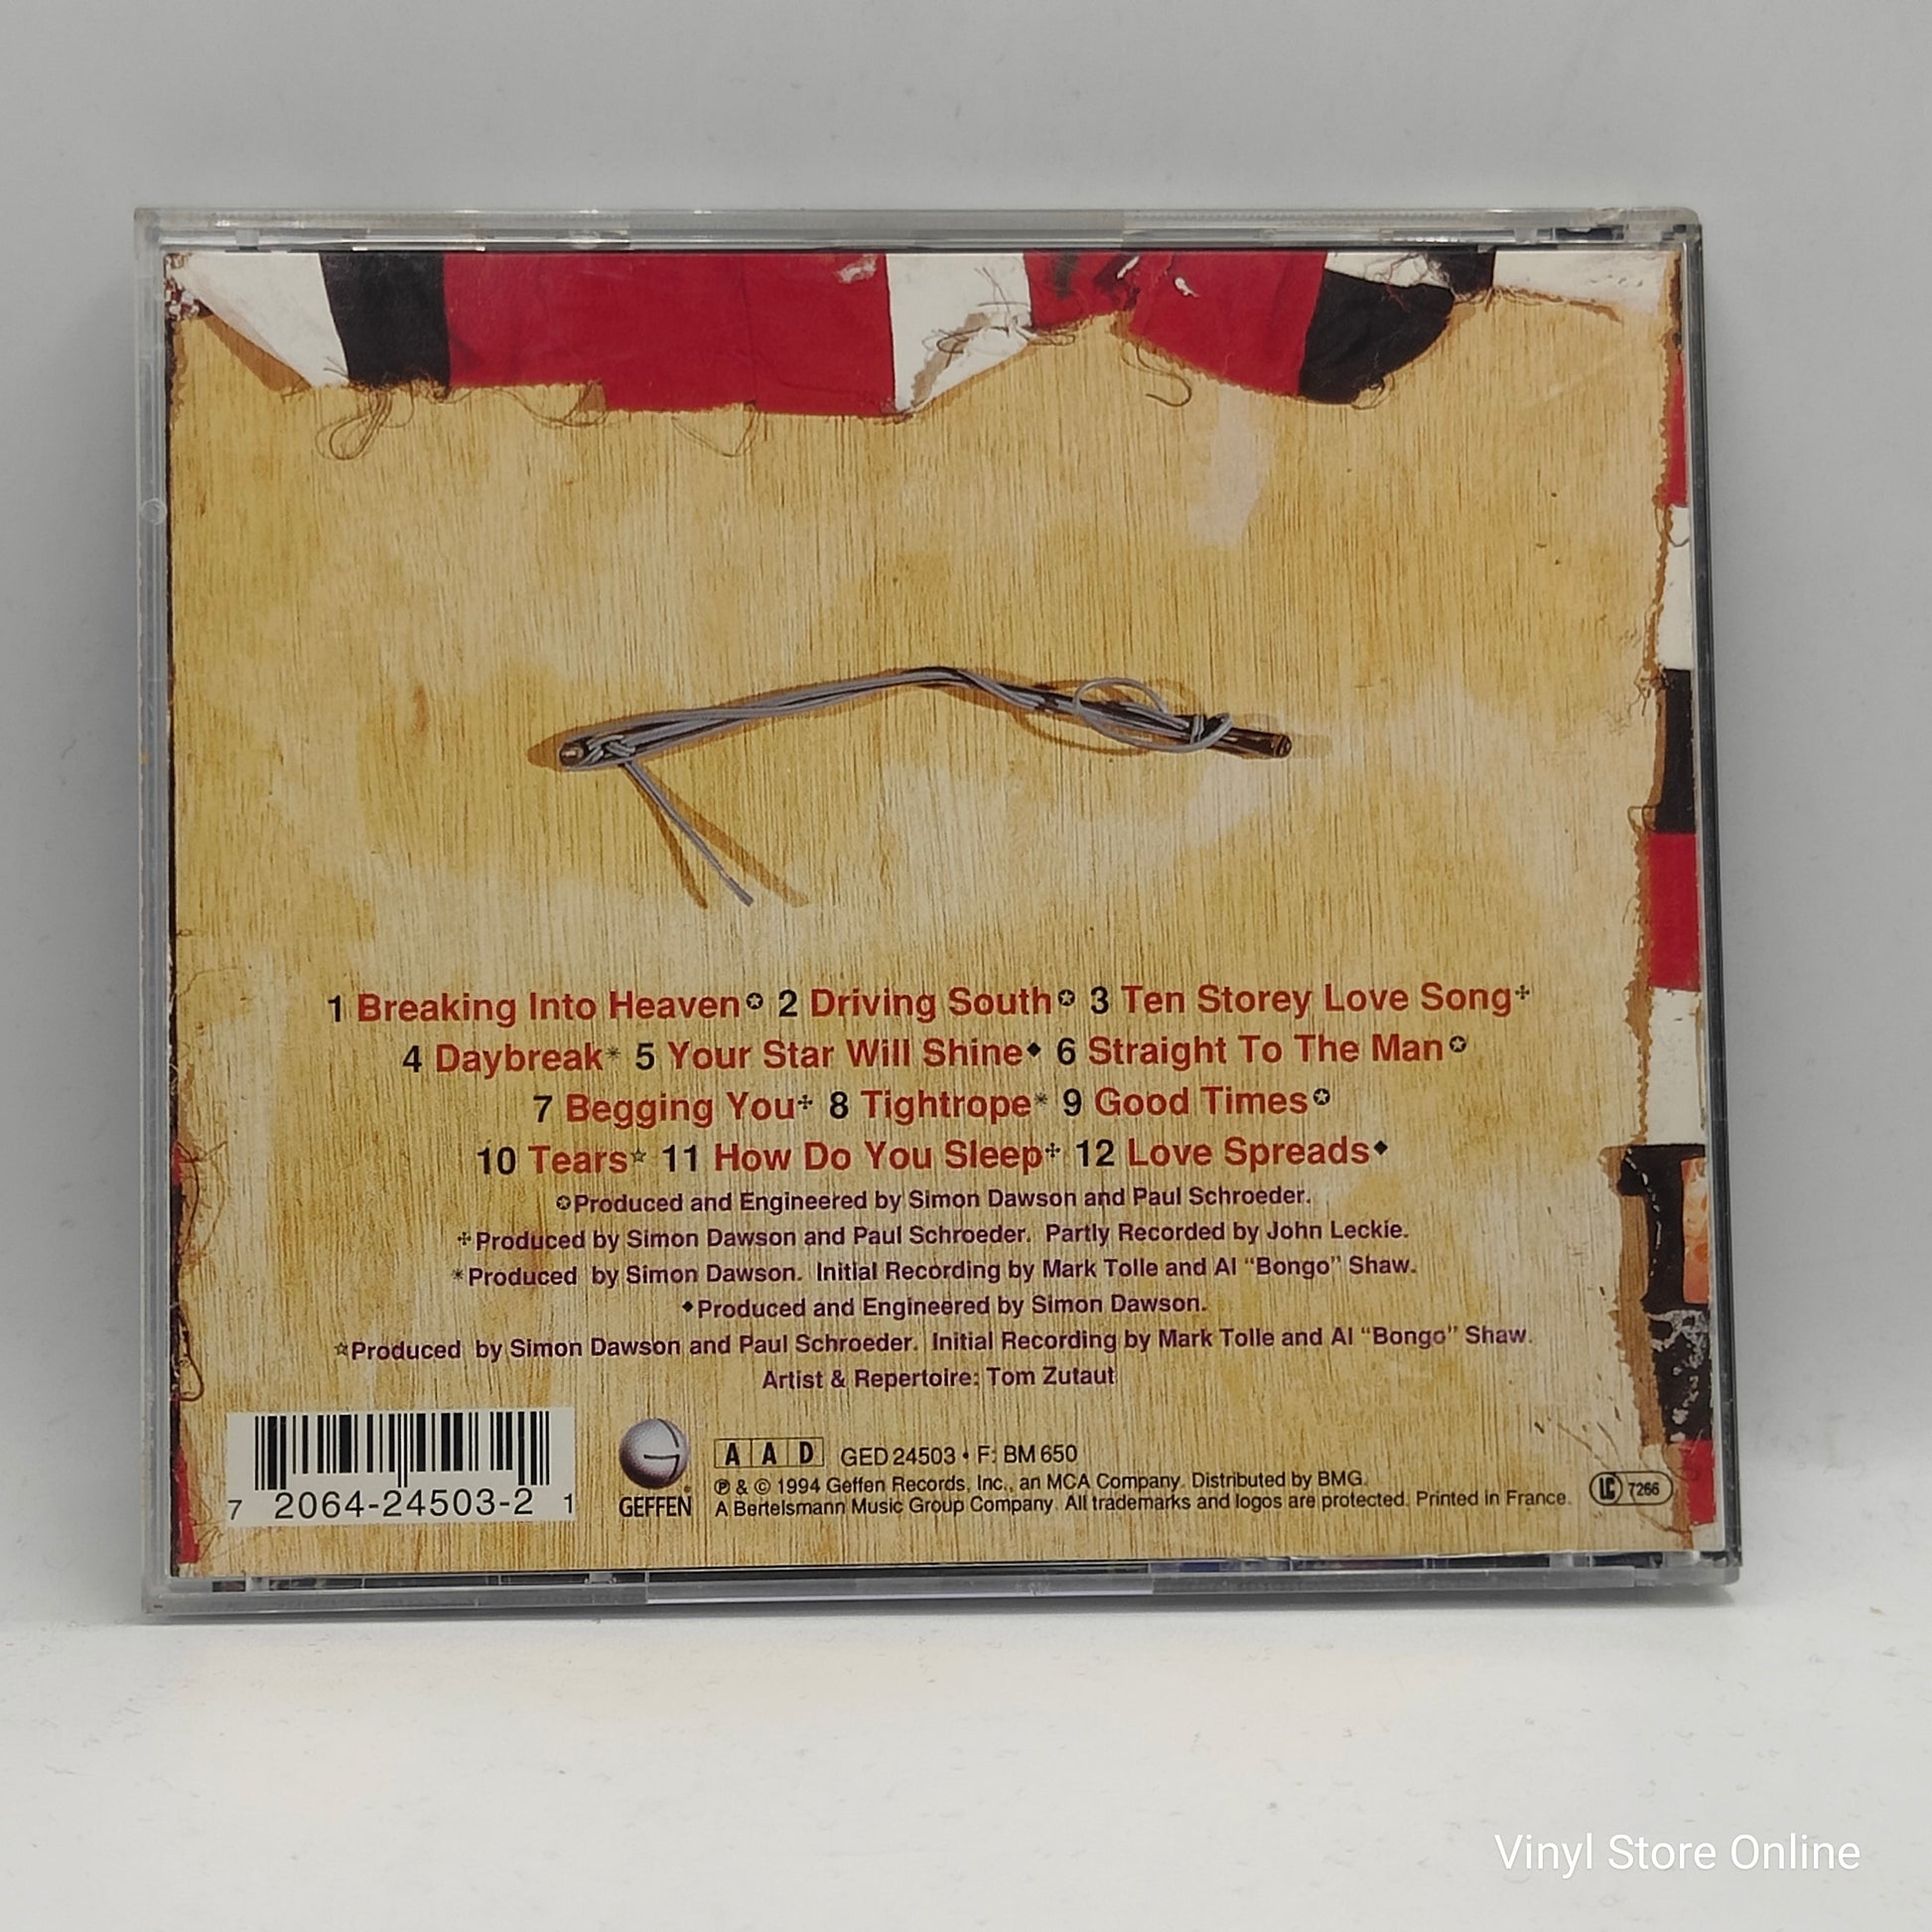 1 Breaking Into Heaven✪ 2 Driving South✪ 3 Ten Storey Love Song✢
4 Daybreak* 5 Your Star Will Shine◆ 6 Straight To The Man✪
7 Begging You✢ 8 Tightrope* 9 Good Times✪
10 Tears☆ 11 How Do You Sleep✢ 12 Love Spreads◆
✪Produced and Engineered by Simon Dawson and Paul Schroeder.
✢Produced by Simon Dawson and Paul Schroeder. Partly Recorded by John Leckie.
*Produced by Simon Dawson. Initial Recording by Mark Tolle and Al "Bongo" Shaw.
◆Produced and Engineered by Simon Dawson.
☆Produced by Simon Dawson and Paul Schroeder. Initial Recording by Mark Tolle and Al "Bongo" Shaw.
Artist & Repertoire: Tom Zutaut
7 2064-24503-2 1
GEFFEN
AAD GED 24503 • F: BM 650
℗ & © 1994 Geffen Records, Inc., an MCA Company. Distributed by BMG.
A Bertelsmann Music Group Company. All trademarks and logos are protected. Printed in France.
LC 7266
Vinyl Store Online